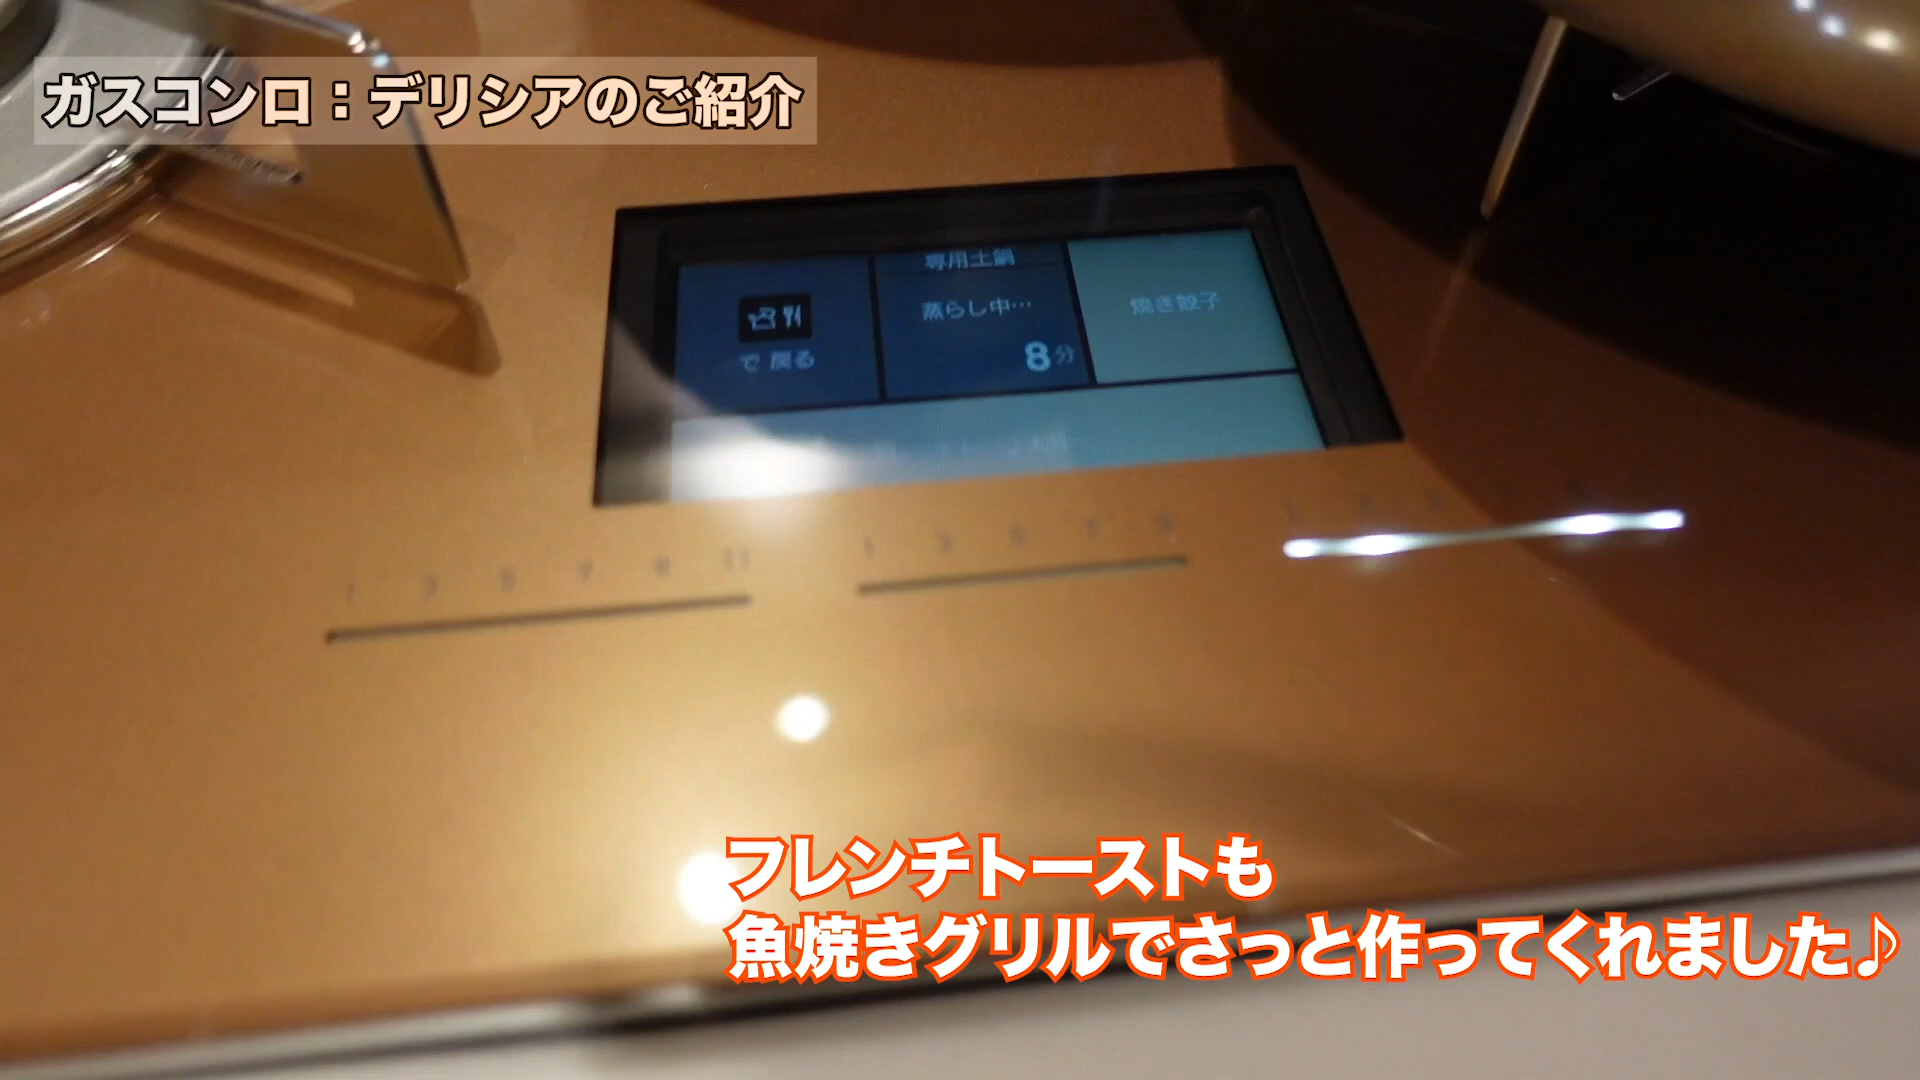 ガスコンロ：デリシアのご紹介
専用土鍋
蒸らし中…
8分
で 戻る
焼き餃子
1 3 5 7 9 11
1 3 5 7 9
フレンチトーストも
魚焼きグリルでさっと作ってくれました♪